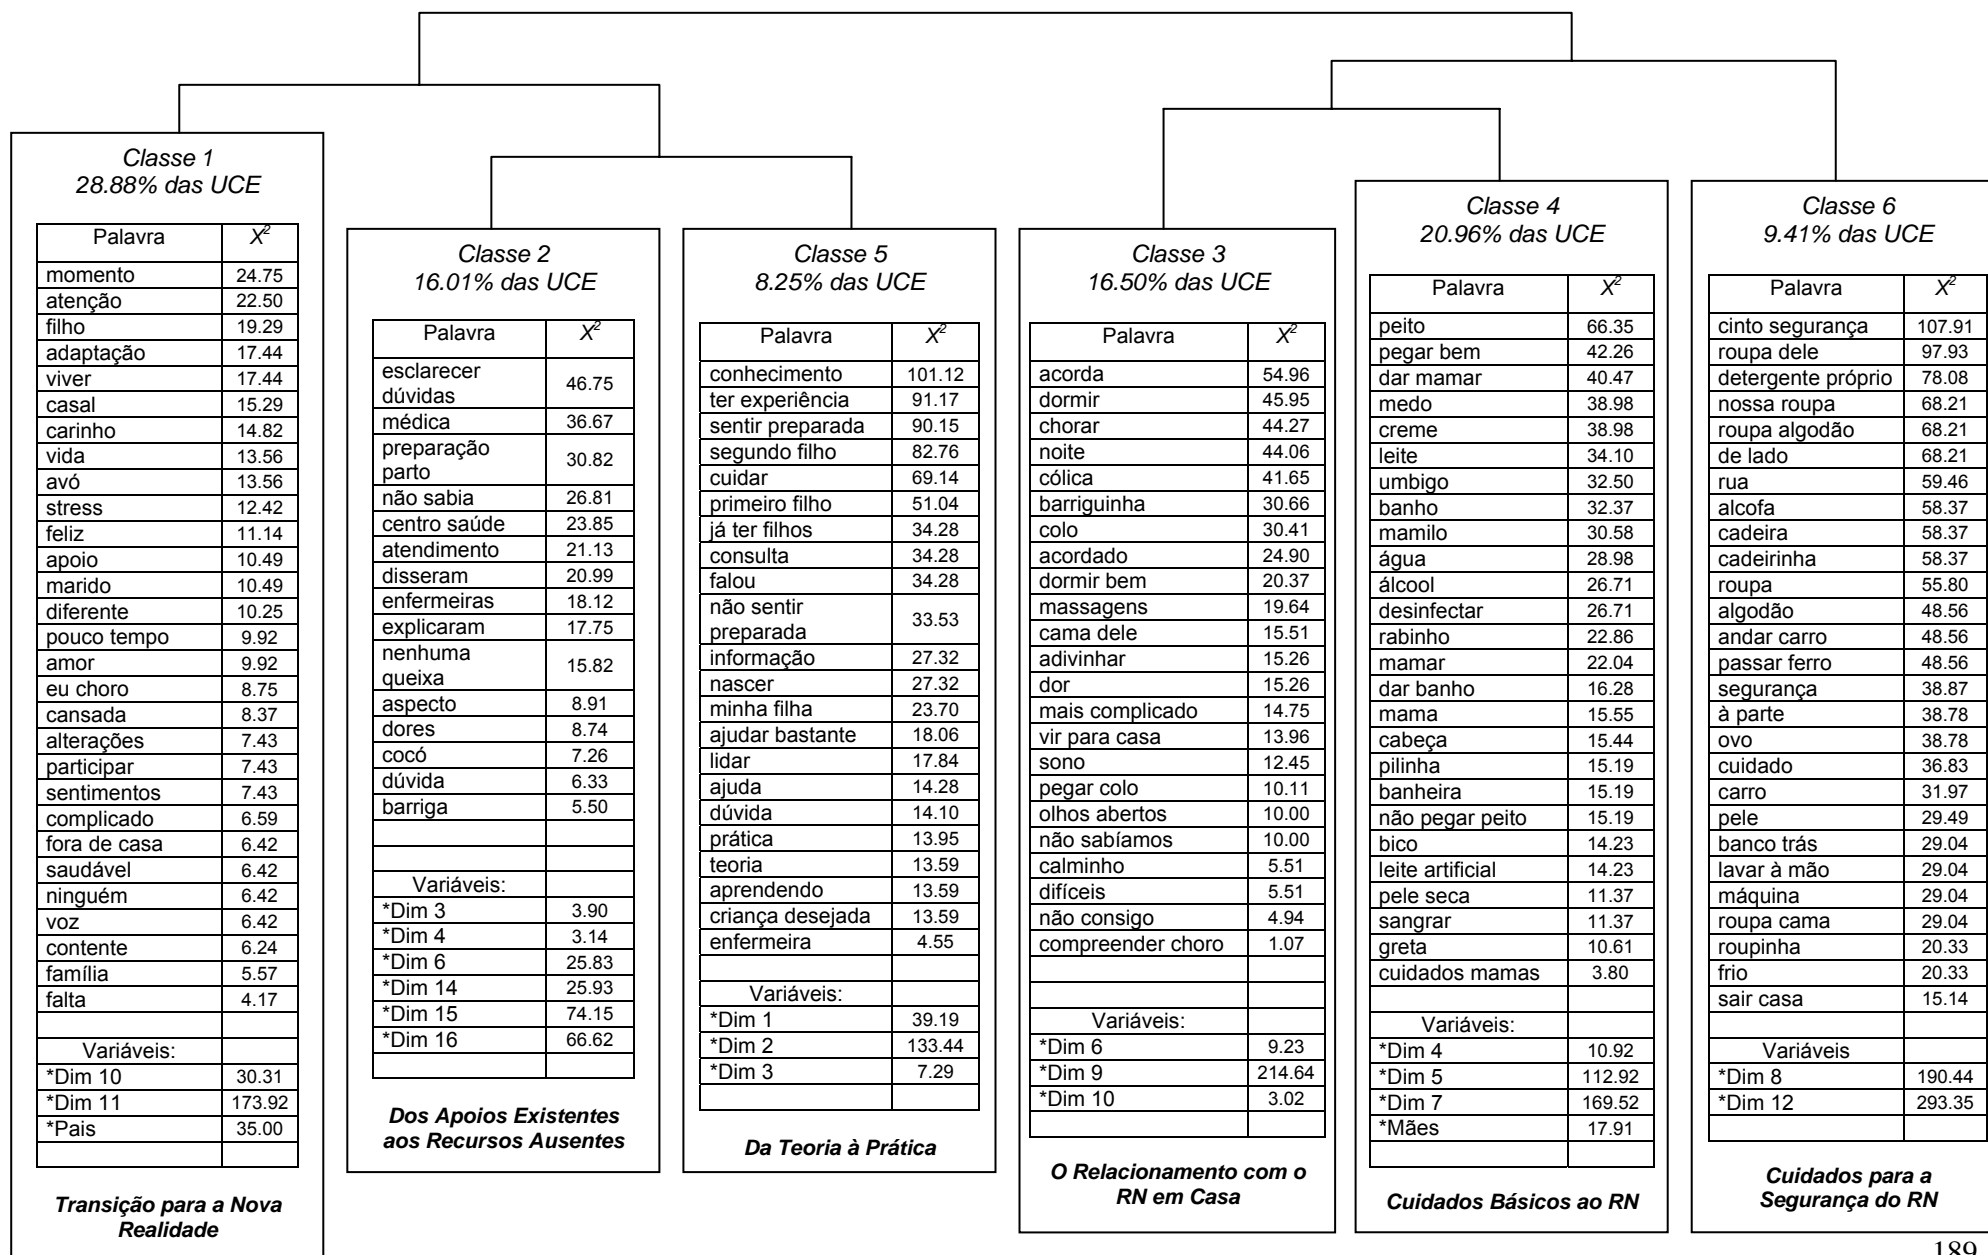 Classe 1
28.88% das UCE
Palavra X²
momento 24.75
atenção 22.50
filho 19.29
adaptação 17.44
viver 17.44
casal 15.29
carinho 14.82
vida 13.56
avó 13.56
stress 12.42
feliz 11.14
apoio 10.49
marido 10.49
diferente 10.25
pouco tempo 9.92
amor 9.92
eu choro 8.75
cansada 8.37
alterações 7.43
participar 7.43
sentimentos 7.43
complicado 6.59
fora de casa 6.42
saudável 6.42
ninguém 6.42
voz 6.42
contente 6.24
família 5.57
falta 4.17
Variáveis:
*Dim 10 30.31
*Dim 11 173.92
*Pais 35.00
Transição para a Nova
Realidade
Classe 2
16.01% das UCE
Palavra X²
esclarecer
dúvidas 46.75
médica 36.67
preparação
parto 30.82
não sabia 26.81
centro saúde 23.85
atendimento 21.13
disseram 20.99
enfermeiras 18.12
explicaram 17.75
nenhuma
queixa 15.82
aspecto 8.91
dores 8.74
cocó 7.26
dúvida 6.33
barriga 5.50
Variáveis:
*Dim 3 3.90
*Dim 4 3.14
*Dim 6 25.83
*Dim 14 25.93
*Dim 15 74.15
*Dim 16 66.62
Dos Apoios Existentes
aos Recursos Ausentes
Classe 5
8.25% das UCE
Palavra X²
conhecimento 101.12
ter experiência 91.17
sentir preparada 90.15
segundo filho 82.76
cuidar 69.14
primeiro filho 51.04
já ter filhos 34.28
consulta 34.28
falou 34.28
não sentir
preparada 33.53
informação 27.32
nascer 27.32
minha filha 23.70
ajudar bastante 18.06
lidar 17.84
ajuda 14.28
dúvida 14.10
prática 13.95
teoria 13.59
aprendendo 13.59
criança desejada 13.59
enfermeira 4.55
Variáveis:
*Dim 1 39.19
*Dim 2 133.44
*Dim 3 7.29
Da Teoria à Prática
Classe 3
16.50% das UCE
Palavra X²
acorda 54.96
dormir 45.95
chorar 44.27
noite 44.06
cólica 41.65
barriguinha 30.66
colo 30.41
acordado 24.90
dormir bem 20.37
massagens 19.64
cama dele 15.51
adivinhar 15.26
dor 15.26
mais complicado 14.75
vir para casa 13.96
sono 12.45
pegar colo 10.11
olhos abertos 10.00
não sabíamos 10.00
calminho 5.51
difíceis 5.51
não consigo 4.94
compreender choro 1.07
Variáveis:
*Dim 6 9.23
*Dim 9 214.64
*Dim 10 3.02
O Relacionamento com o
RN em Casa
Classe 4
20.96% das UCE
Palavra X²
peito 66.35
pegar bem 42.26
dar mamar 40.47
medo 38.98
creme 38.98
leite 34.10
umbigo 32.50
banho 32.37
mamilo 30.58
água 28.98
álcool 26.71
desinfectar 26.71
rabinho 22.86
mamar 22.04
dar banho 16.28
mama 15.55
cabeça 15.44
pilinha 15.19
banheira 15.19
não pegar peito 15.19
bico 14.23
leite artificial 14.23
pele seca 11.37
sangrar 11.37
greta 10.61
cuidados mamas 3.80
Variáveis:
*Dim 4 10.92
*Dim 5 112.92
*Dim 7 169.52
*Mães 17.91
Cuidados Básicos ao RN
Classe 6
9.41% das UCE
Palavra X²
cinto segurança 107.91
roupa dele 97.93
detergente próprio 78.08
nossa roupa 68.21
roupa algodão 68.21
de lado 68.21
rua 59.46
alcofa 58.37
cadeira 58.37
cadeirinha 58.37
roupa 55.80
algodão 48.56
andar carro 48.56
passar ferro 48.56
segurança 38.87
à parte 38.78
ovo 38.78
cuidado 36.83
carro 31.97
pele 29.49
banco trás 29.04
lavar à mão 29.04
máquina 29.04
roupa cama 29.04
roupinha 20.33
frio 20.33
sair casa 15.14
Variáveis
*Dim 8 190.44
*Dim 12 293.35
Cuidados para a
Segurança do RN
189